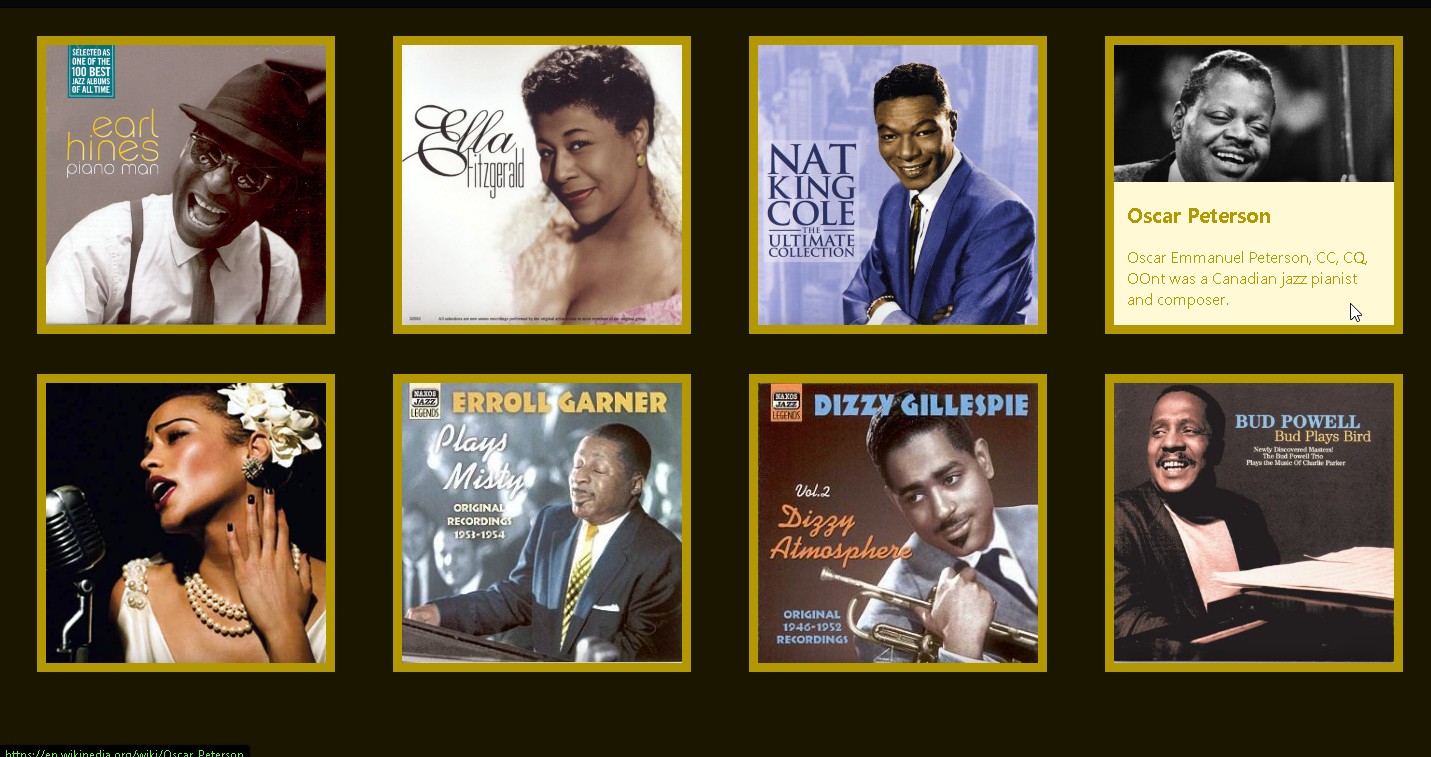 SELECTED AS
ONE OF THE
100 BEST
JAZZ ALBUMS
OF ALL TIME
earl
hines
piano man
Ella
Fitzgerald
NAT
KING
COLE
THE
ULTIMATE
COLLECTION
Oscar Peterson
Oscar Emmanuel Peterson, CC, CQ,
OOnt was a Canadian jazz pianist
and composer.
NAXOS
JAZZ
LEGENDS
ERROLL GARNER
Plays
Misty
ORIGINAL
RECORDINGS
1953-1954
NAXOS
JAZZ
LEGENDS
DIZZY GILLESPIE
Vol.2
Dizzy
Atmosphere
ORIGINAL
1946-1952
RECORDINGS
BUD POWELL
Bud Plays Bird
Newly Discovered Masters!
The Bud Powell Trio
Plays the Music Of Charlie Parker
https://en.wikipedia.org/wiki/Oscar_Peterson